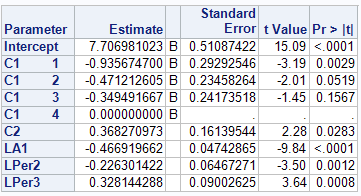 Parameter Estimate Standard Error t Value Pr > |t|
Intercept 7.706981023 B 0.51087422 15.09 <.0001
C1 1 -0.935674700 B 0.29292546 -3.19 0.0029
C1 2 -0.471212605 B 0.23458264 -2.01 0.0519
C1 3 -0.349491667 B 0.24173518 -1.45 0.1567
C1 4 0.000000000 B . . .
C2 0.368270973 0.16139544 2.28 0.0283
LA1 -0.466919662 0.04742865 -9.84 <.0001
LPer2 -0.226301422 0.06467271 -3.50 0.0012
LPer3 0.328144288 0.09002625 3.64 0.0008